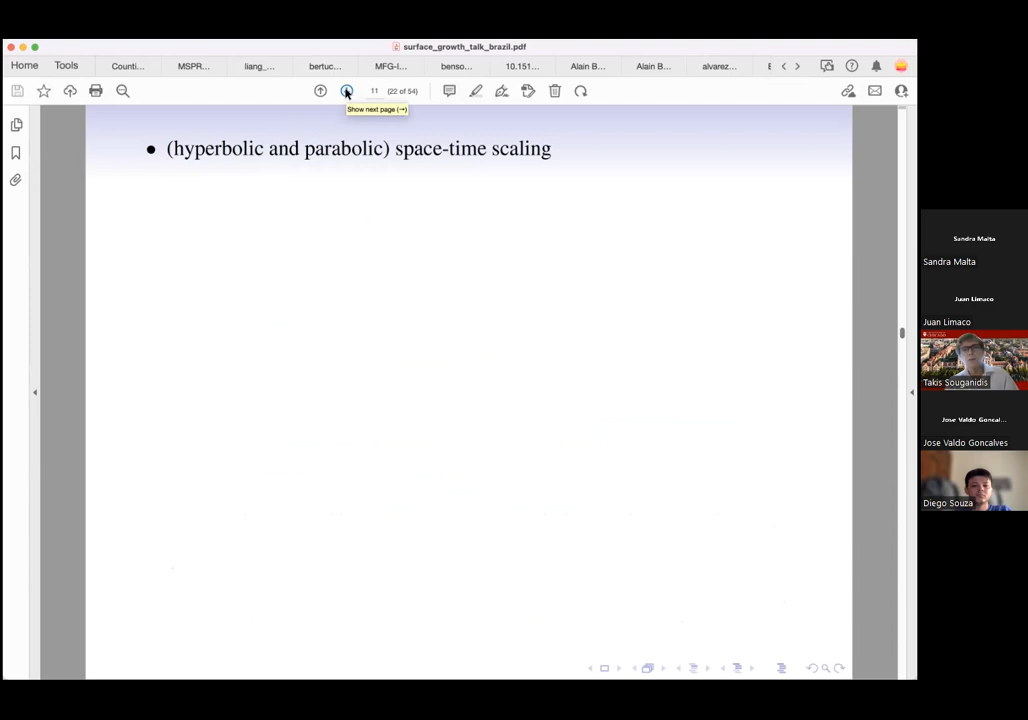 surface_growth_talk_brazil.pdf
Home Tools Counti... MSPR... liang_... bertuc... MFG-I... benso... 10.151... Alain B... Alain B... alvarez...
11 (22 of 54)
Show next page (→)
• (hyperbolic and parabolic) space-time scaling
Sandra Malta
Sandra Malta
Juan Limaco
Juan Limaco
Takis Souganidis
Jose Valdo Goncal...
Jose Valdo Goncalves
Diego Souza